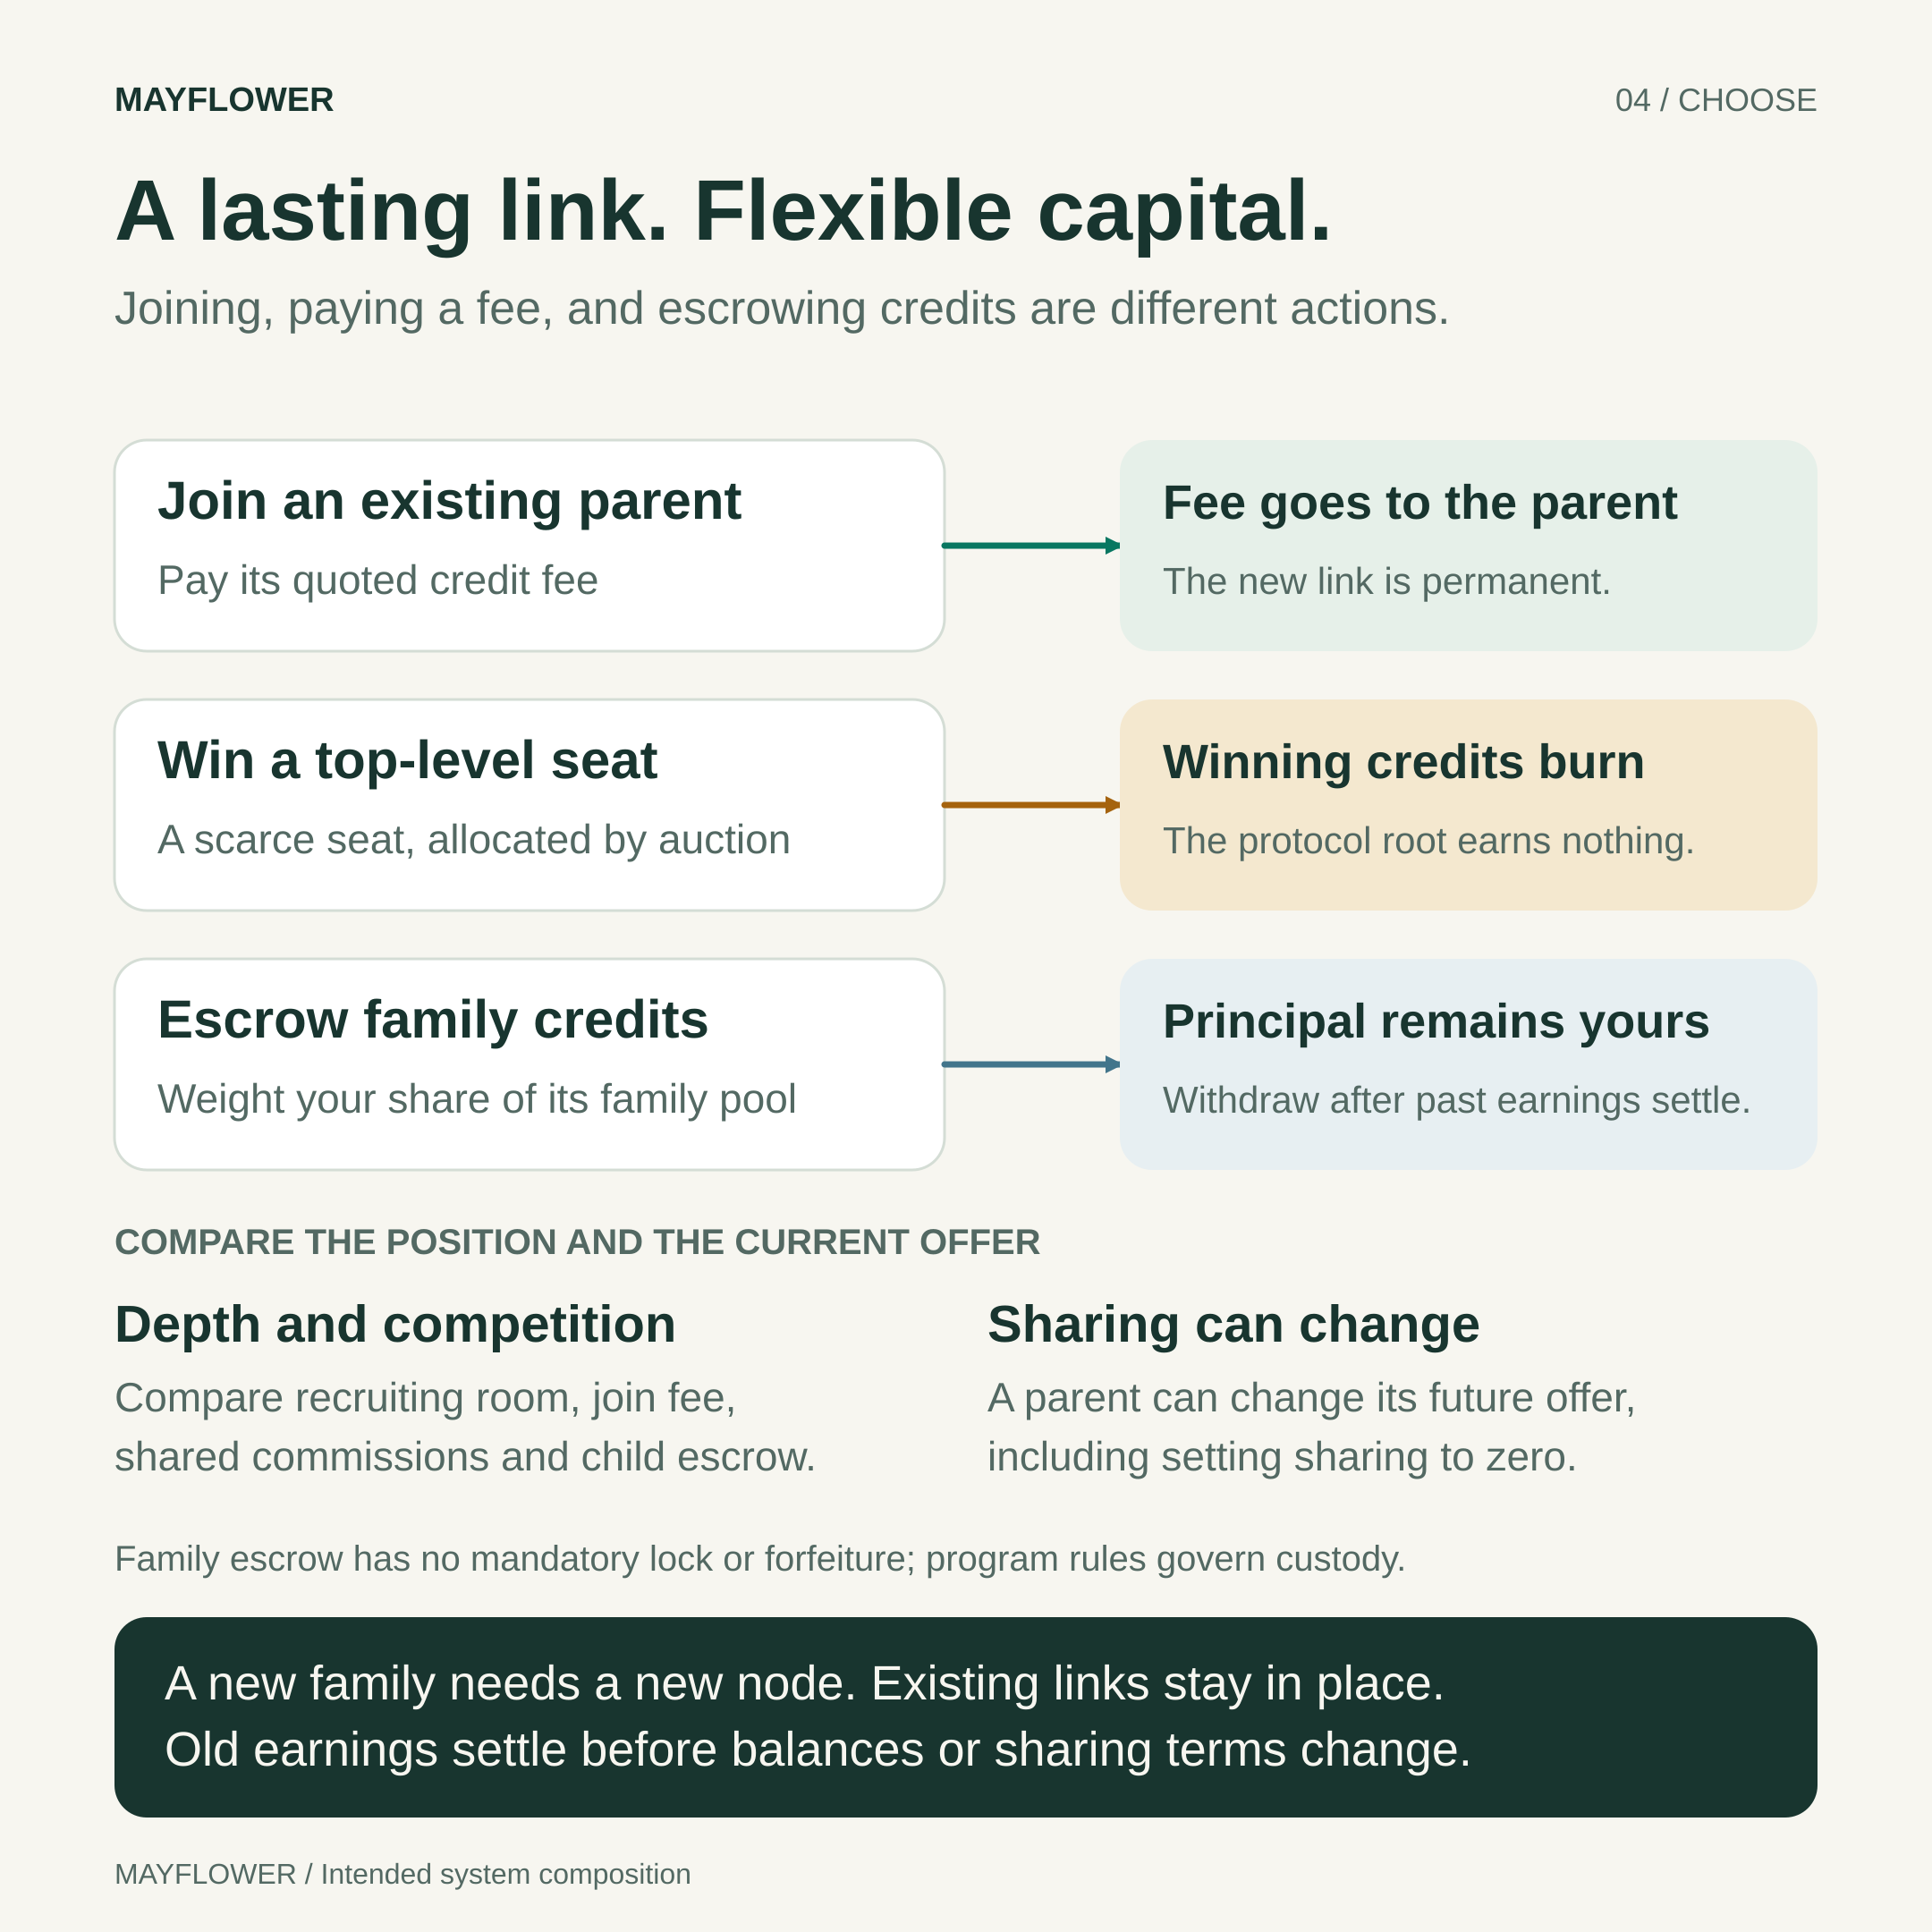 MAYFLOWER
04 / CHOOSE
A lasting link. Flexible capital.
Joining, paying a fee, and escrowing credits are different actions.
Join an existing parent
Pay its quoted credit fee
Fee goes to the parent
The new link is permanent.
Win a top-level seat
A scarce seat, allocated by auction
Winning credits burn
The protocol root earns nothing.
Escrow family credits
Weight your share of its family pool
Principal remains yours
Withdraw after past earnings settle.
COMPARE THE POSITION AND THE CURRENT OFFER
Depth and competition
Compare recruiting room, join fee,
shared commissions and child escrow.
Sharing can change
A parent can change its future offer,
including setting sharing to zero.
Family escrow has no mandatory lock or forfeiture; program rules govern custody.
A new family needs a new node. Existing links stay in place.
Old earnings settle before balances or sharing terms change.
MAYFLOWER / Intended system composition